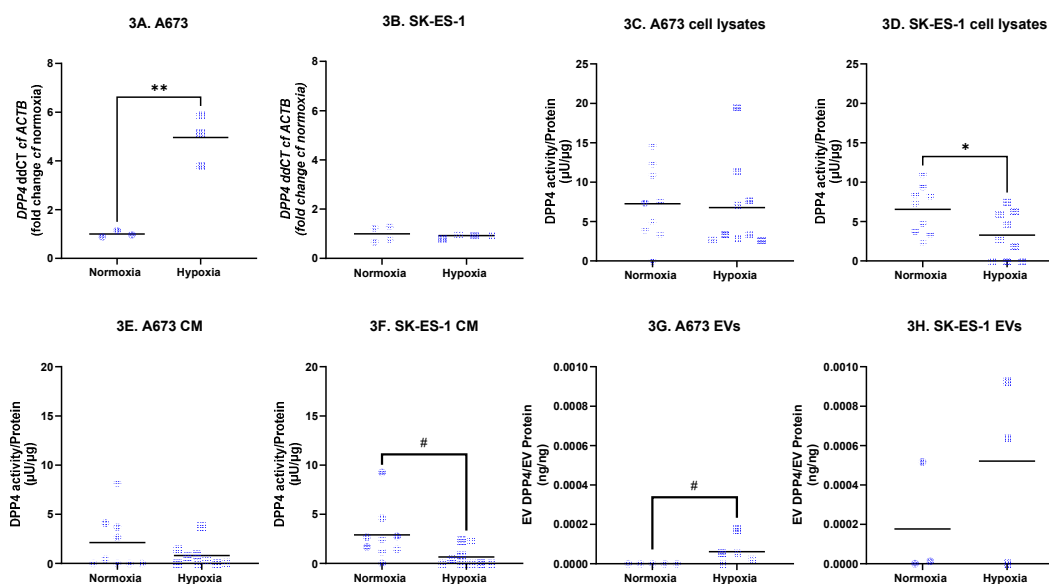 3A. A673
DPP4 ddCT cf ACTB
(fold change cf normoxia)
8
6
4
2
0
**
Normoxia
Hypoxia
3B. SK-ES-1
DPP4 ddCT cf ACTB
(fold change cf normoxia)
8
6
4
2
0
Normoxia
Hypoxia
3C. A673 cell lysates
DPP4 activity/Protein
(µU/µg)
25
20
15
10
5
0
Normoxia
Hypoxia
3D. SK-ES-1 cell lysates
DPP4 activity/Protein
(µU/µg)
25
20
15
10
5
0
*
Normoxia
Hypoxia
3E. A673 CM
DPP4 activity/Protein
(µU/µg)
20
15
10
5
0
Normoxia
Hypoxia
3F. SK-ES-1 CM
DPP4 activity/Protein
(µU/µg)
20
15
10
5
0
#
Normoxia
Hypoxia
3G. A673 EVs
EV DPP4/EV Protein
(ng/ng)
0.0010
0.0008
0.0006
0.0004
0.0002
0.0000
#
Normoxia
Hypoxia
3H. SK-ES-1 EVs
EV DPP4/EV Protein
(ng/ng)
0.0010
0.0008
0.0006
0.0004
0.0002
0.0000
Normoxia
Hypoxia